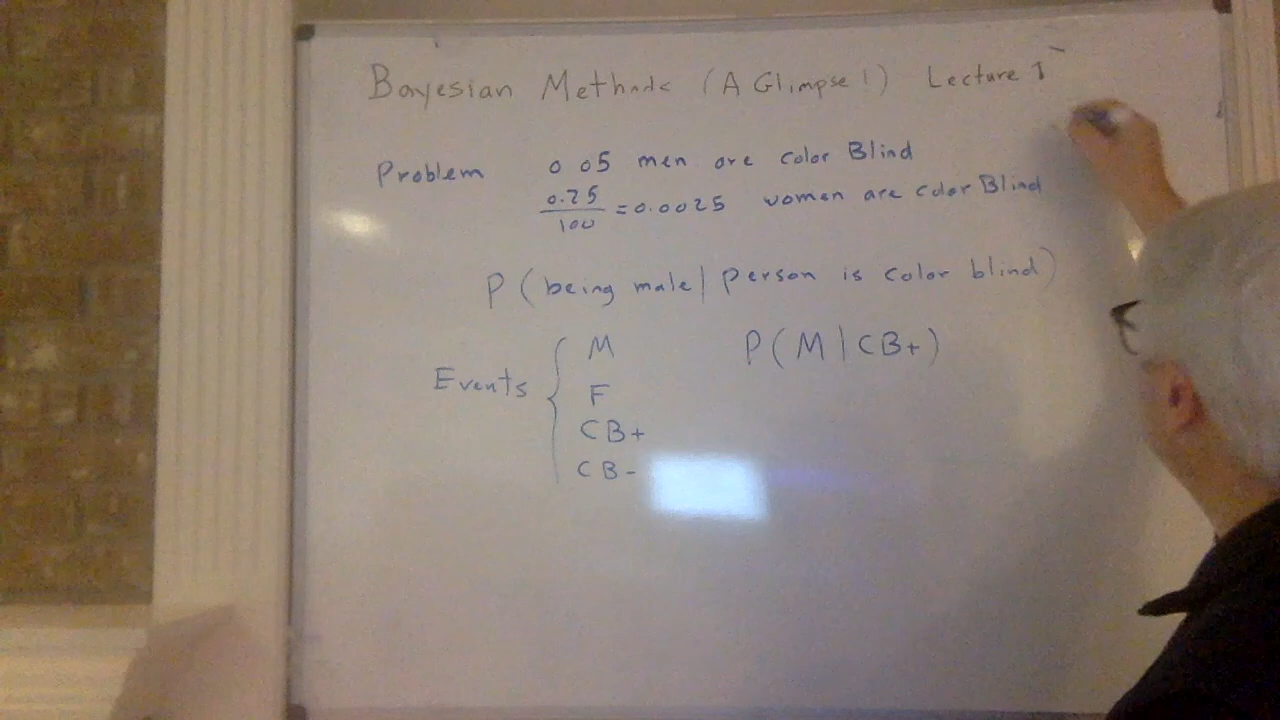 Bayesian Methods (A Glimpse!) Lecture 1
Problem 0.05 men are color Blind
0.25/100 = 0.0025 women are color Blind
P(being male | person is color blind)
Events { M P(M | CB+)
F
CB+
CB-